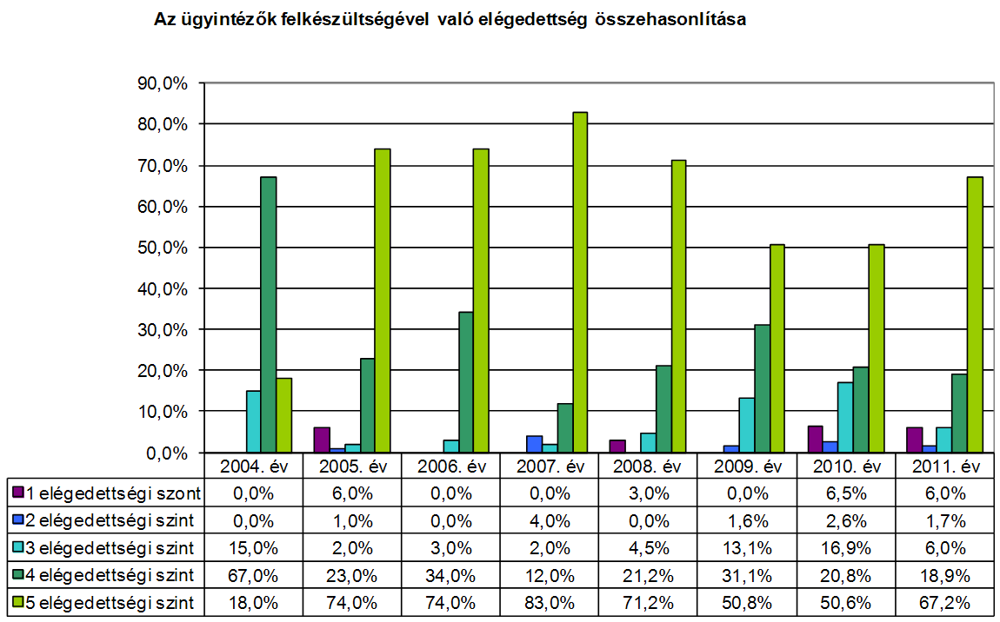 Az ügyintézők felkészültségével való elégedettség összehasonlítása
90,0%
80,0%
70,0%
60,0%
50,0%
40,0%
30,0%
20,0%
10,0%
0,0%
2004. év 2005. év 2006. év 2007. év 2008. év 2009. év 2010. év 2011. év
1 elégedettségi szont 0,0% 6,0% 0,0% 0,0% 3,0% 0,0% 6,5% 6,0%
2 elégedettségi szint 0,0% 1,0% 0,0% 4,0% 0,0% 1,6% 2,6% 1,7%
3 elégedettségi szint 15,0% 2,0% 3,0% 2,0% 4,5% 13,1% 16,9% 6,0%
4 elégedettségi szint 67,0% 23,0% 34,0% 12,0% 21,2% 31,1% 20,8% 18,9%
5 elégedettségi szint 18,0% 74,0% 74,0% 83,0% 71,2% 50,8% 50,6% 67,2%